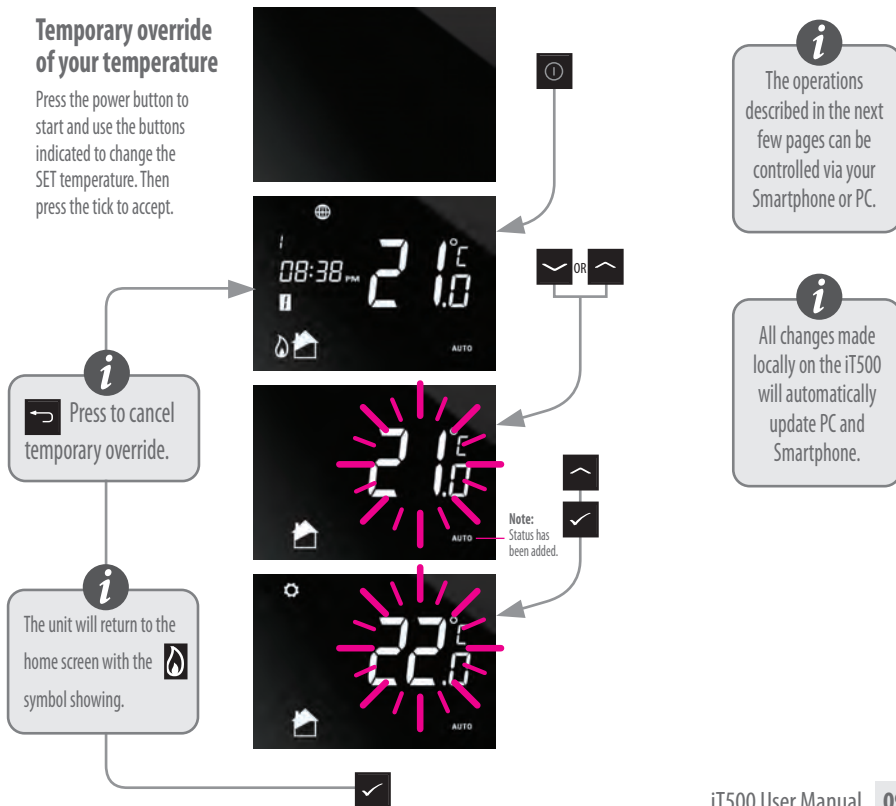 Temporary override
of your temperature
Press the power button to
start and use the buttons
indicated to change the
SET temperature. Then
press the tick to accept.
i
The operations
described in the next
few pages can be
controlled via your
Smartphone or PC.
1
08:38 PM
21.0 °C
AUTO
OR
i
Press to cancel
temporary override.
i
All changes made
locally on the iT500
will automatically
update PC and
Smartphone.
21.0 °C
AUTO
Note:
Status has
been added.
i
The unit will return to the
home screen with the
symbol showing.
22.0 °C
AUTO
iT500 User Manual